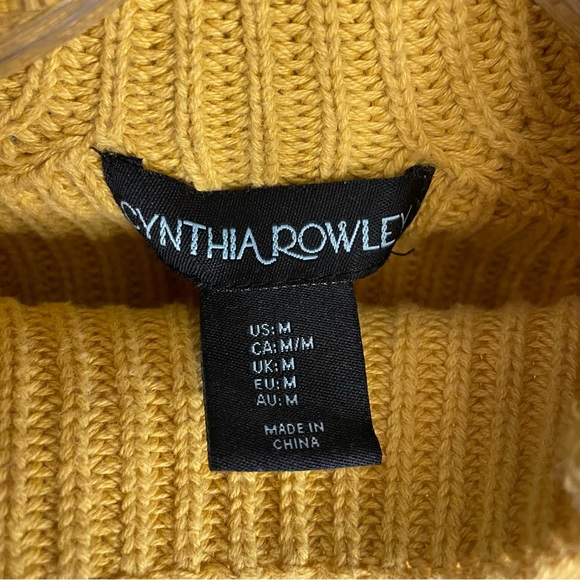 CYNTHIA ROWLEY
US: M
CA: M/M
UK: M
EU: M
AU: M
MADE IN
CHINA